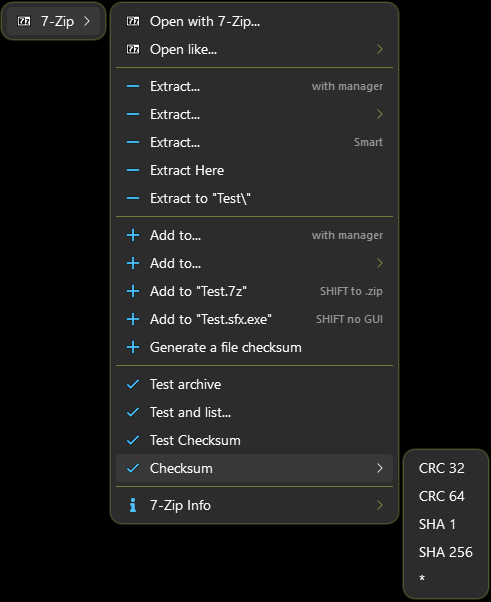 7-Zip
Open with 7-Zip...
Open like...
Extract... with manager
Extract...
Extract... Smart
Extract Here
Extract to "Test\"
Add to... with manager
Add to...
Add to "Test.7z" SHIFT to .zip
Add to "Test.sfx.exe" SHIFT no GUI
Generate a file checksum
Test archive
Test and list...
Test Checksum
Checksum
CRC 32
CRC 64
7-Zip Info
SHA 1
SHA 256
*